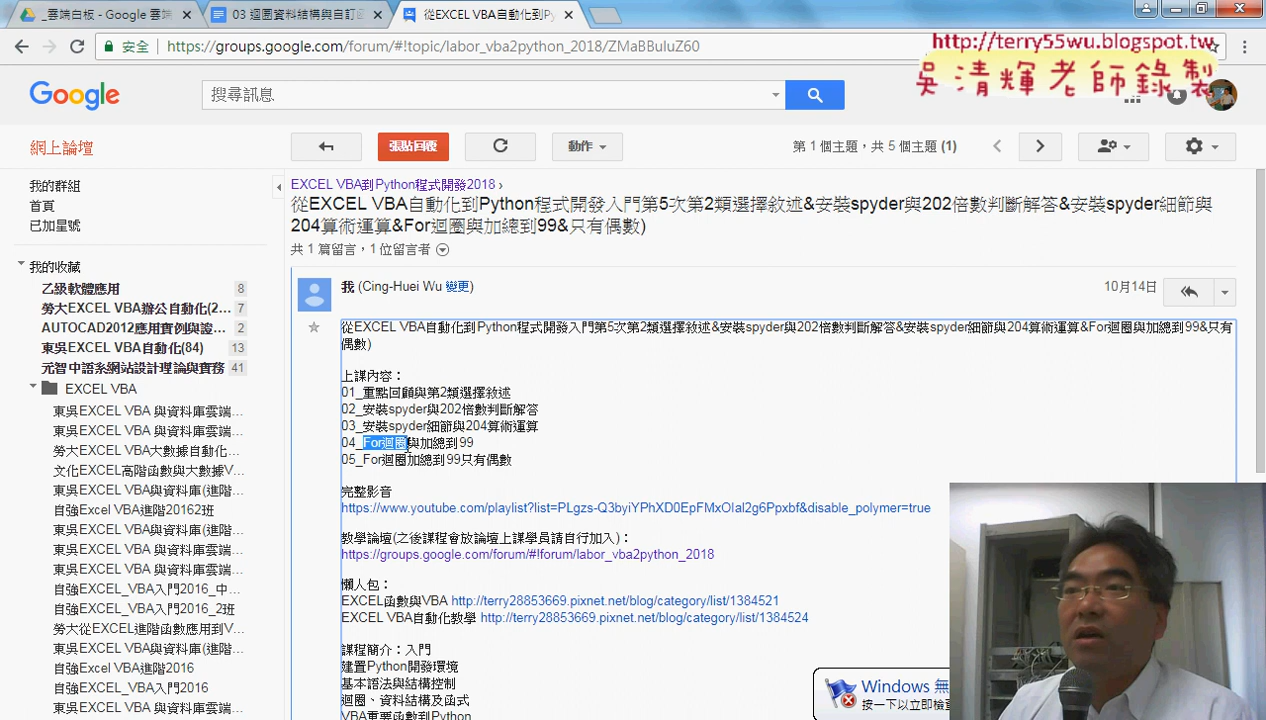 _雲端白板 - Google 雲端
03 迴圈資料結構與自訂函
從EXCEL VBA自動化到Py
安全
https://groups.google.com/forum/#!topic/labor_vba2python_2018/ZMaBBuIuZ60
http://terry55wu.blogspot.tw
吳清輝老師錄製
Google
搜尋訊息
網上論壇
張貼回覆
動作
第 1 個主題，共 5 個主題 (1)
我的群組
首頁
已加星號
我的收藏
乙級軟體應用 8
勞大EXCEL VBA辦公自動化(2... 7
AUTOCAD2012應用實例與證... 2
東吳EXCEL VBA自動化(84) 13
元智中語系網站設計理論與實務 41
EXCEL VBA
東吳EXCEL VBA 與資料庫雲端...
東吳EXCEL VBA 與資料庫雲端...
勞大EXCEL VBA大數據自動化...
文化EXCEL高階函數與大數據V...
東吳EXCEL VBA與資料庫(進階...
自強Excel VBA進階20162班
東吳EXCEL VBA與資料庫(進階...
東吳EXCEL VBA 與資料庫雲端...
東吳EXCEL VBA 與資料庫雲端...
自強EXCEL_VBA入門2016_中...
自強EXCEL_VBA入門2016_2班
勞大從EXCEL進階函數應用到V...
東吳EXCEL VBA與資料庫(進階...
自強Excel VBA進階2016
自強EXCEL_VBA入門2016
東吳EXCEL VBA與資料庫(進階...
EXCEL VBA到Python程式開發2018 ›
從EXCEL VBA自動化到Python程式開發入門第5次第2類選擇敘述&安裝spyder與202倍數判斷解答&安裝spyder細節與
204算術運算&For迴圈與加總到99&只有偶數)
共 1 篇留言，1 位留言者
我 (Cing-Huei Wu 變更)
10月14日
從EXCEL VBA自動化到Python程式開發入門第5次第2類選擇敘述&安裝spyder與202倍數判斷解答&安裝spyder細節與204算術運算&For迴圈與加總到99&只有
偶數)
上課內容：
01_重點回顧與第2類選擇敘述
02_安裝spyder與202倍數判斷解答
03_安裝spyder細節與204算術運算
04_For迴圈與加總到99
05_For迴圈加總到99只有偶數
完整影音
https://www.youtube.com/playlist?list=PLgzs-Q3byiYPhXD0EpFMxOlal2g6Ppxbf&disable_polymer=true
教學論壇(之後課程會放論壇上課學員請自行加入)：
https://groups.google.com/forum/#!forum/labor_vba2python_2018
懶人包：
EXCEL函數與VBA http://terry28853669.pixnet.net/blog/category/list/1384521
EXCEL VBA自動化教學 http://terry28853669.pixnet.net/blog/category/list/1384524
課程簡介：入門
建置Python開發環境
基本語法與結構控制
迴圈、資料結構及函式
VBA重要函數到Python
Windows 無
按一下以立即檢